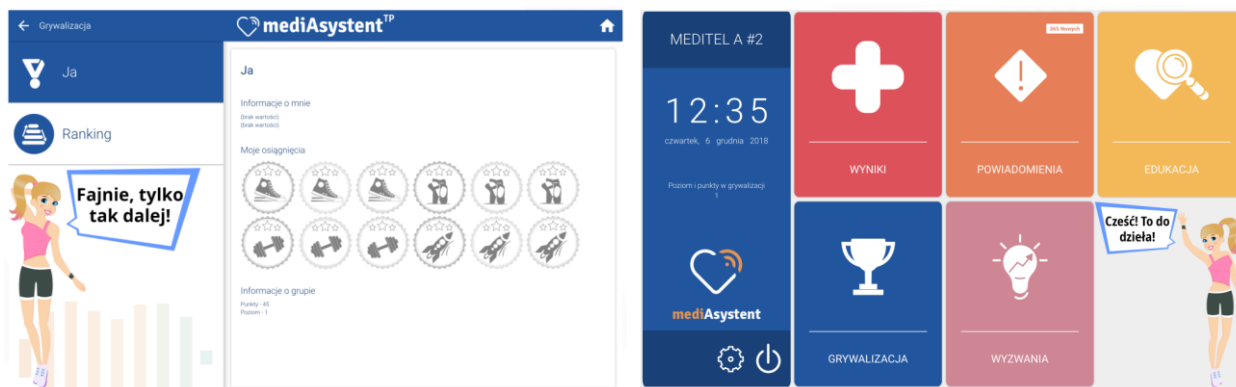 Grywalizacja
mediAsystent TP
Ja
Ranking
Fajnie, tylko
tak dalej!
Ja
Informacje o mnie
(brak wartości)
(brak wartości)
Moje osiągnięcia
Informacje o grupie
Punkty - 45
Poziom - 1
MEDITEL A #2
12:35
czwartek, 6 grudnia 2018
Poziom i punkty w grywalizacji
1
mediAsystent
WYNIKI
365 Nowych
POWIADOMIENIA
EDUKACJA
GRYWALIZACJA
WYZWANIA
Cześć! To do
dzieła!